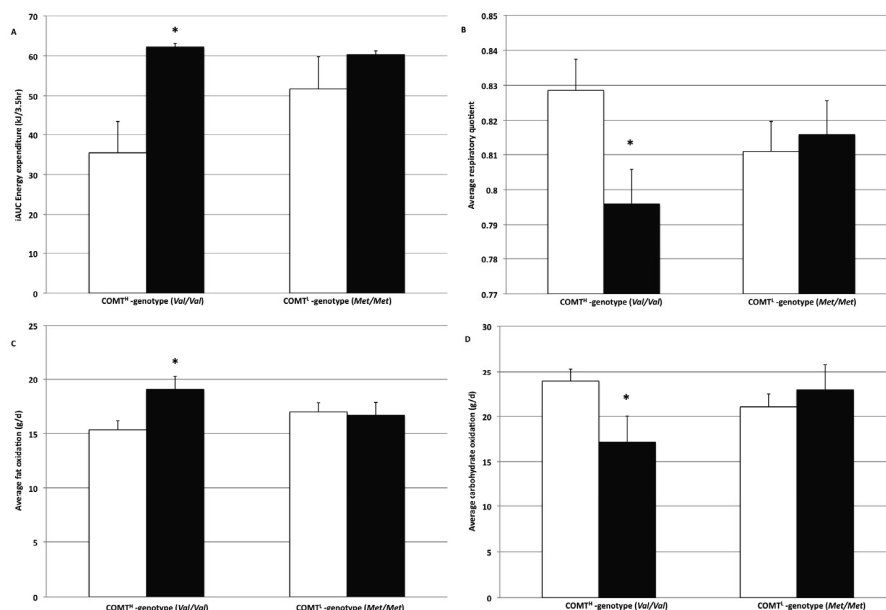 A
70
60
50
40
30
20
10
0
iAUC Energy expenditure (kJ/3.5hr)
*
COMTᴴ -genotype (Val/Val)
COMTᴸ -genotype (Met/Met)
B
0.85
0.84
0.83
0.82
0.81
0.8
0.79
0.78
0.77
Average respiratory quotient
*
COMTᴴ -genotype (Val/Val)
COMTᴸ -genotype (Met/Met)
C
25
20
15
10
5
0
Average fat oxidation (g/d)
*
COMTᴴ -genotype (Val/Val)
COMTᴸ -genotype (Met/Met)
D
30
25
20
15
10
5
0
Average carbohydrate oxidation (g/d)
*
COMTᴴ -genotype (Val/Val)
COMTᴸ -genotype (Met/Met)